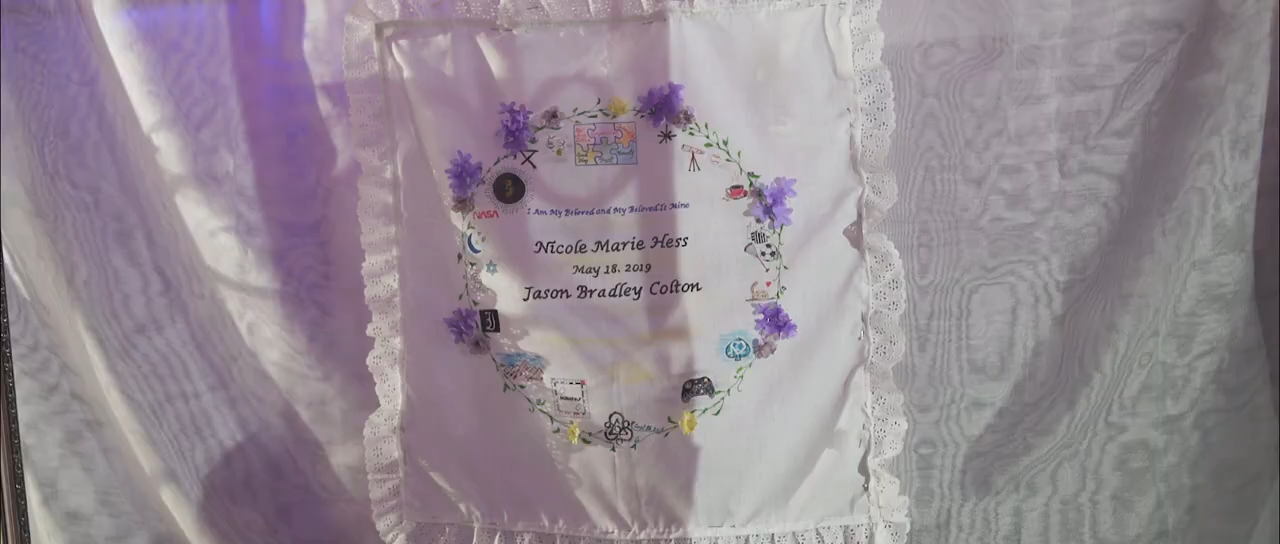 NASA
I Am My Beloved and My Beloved Is Mine
Nicole Marie Hess
May 18. 2019
Jason Bradley Colton